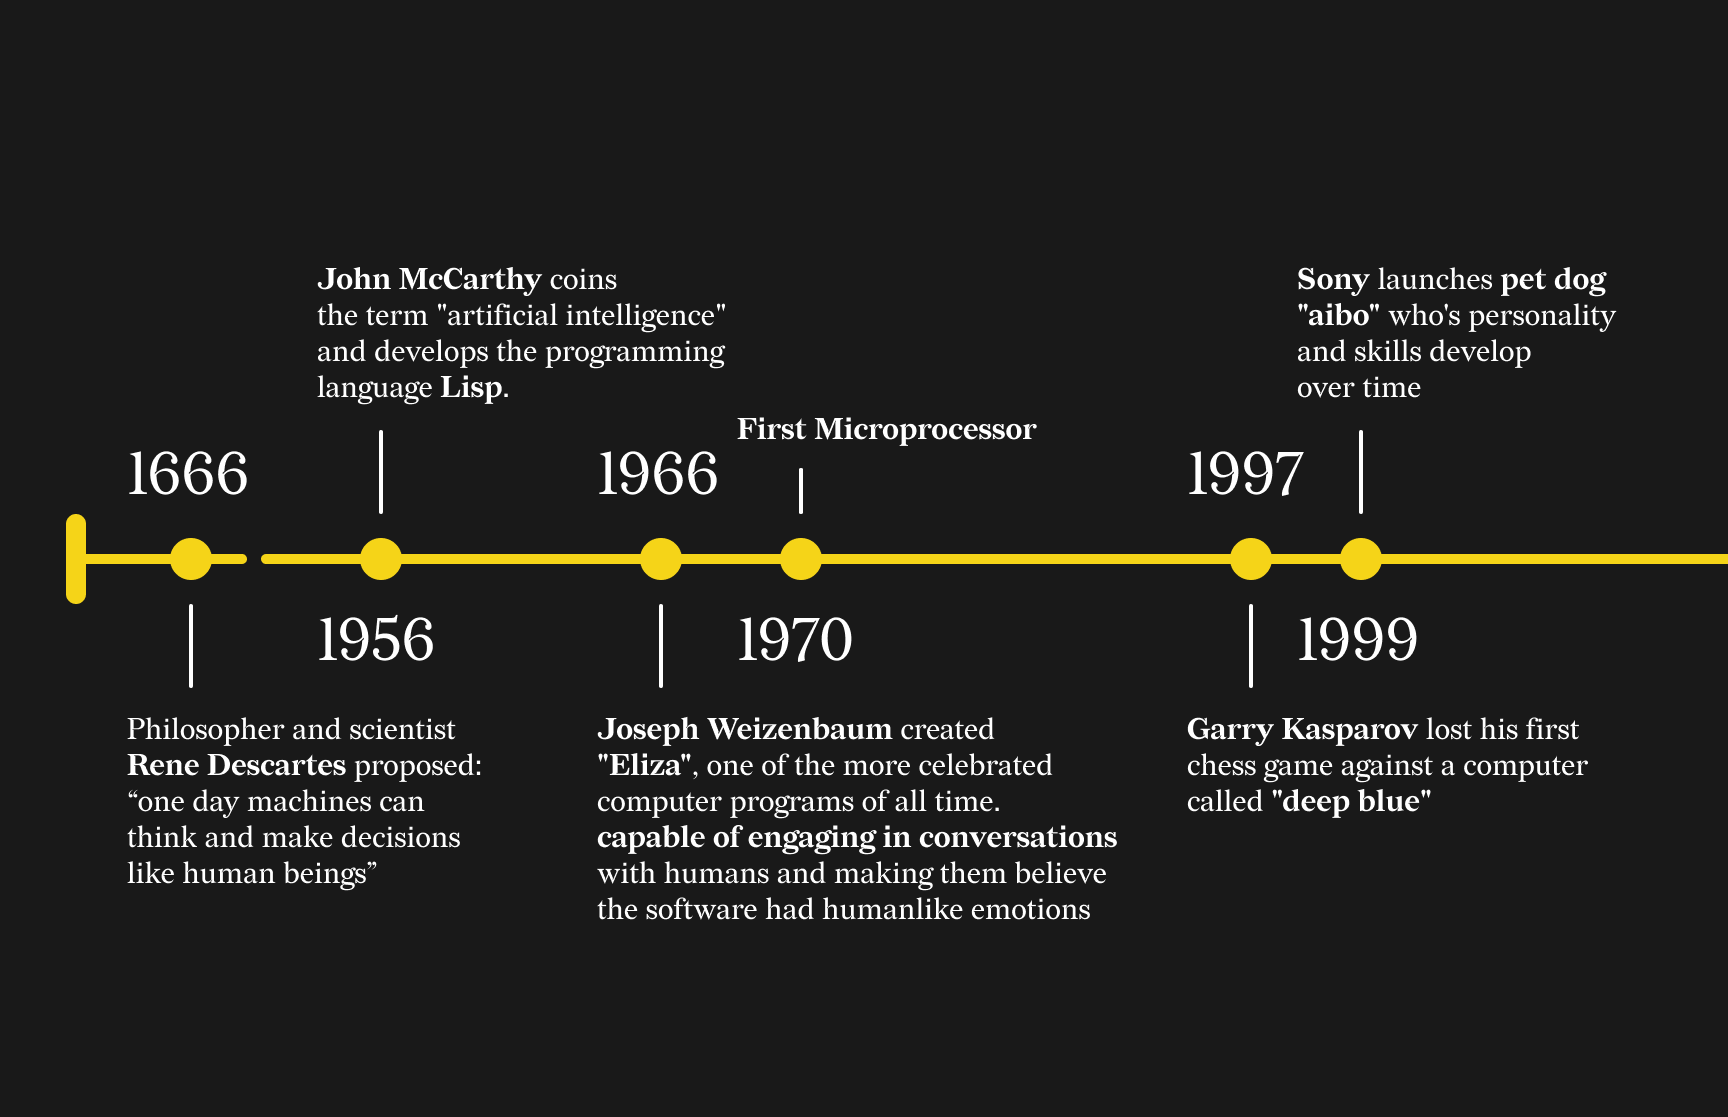 1666
Philosopher and scientist
Rene Descartes proposed:
“one day machines can
think and make decisions
like human beings”
John McCarthy coins
the term "artificial intelligence"
and develops the programming
language Lisp.
1956
1966
Joseph Weizenbaum created
"Eliza", one of the more celebrated
computer programs of all time.
capable of engaging in conversations
with humans and making them believe
the software had humanlike emotions
First Microprocessor
1970
1997
Garry Kasparov lost his first
chess game against a computer
called "deep blue"
Sony launches pet dog
"aibo" who's personality
and skills develop
over time
1999